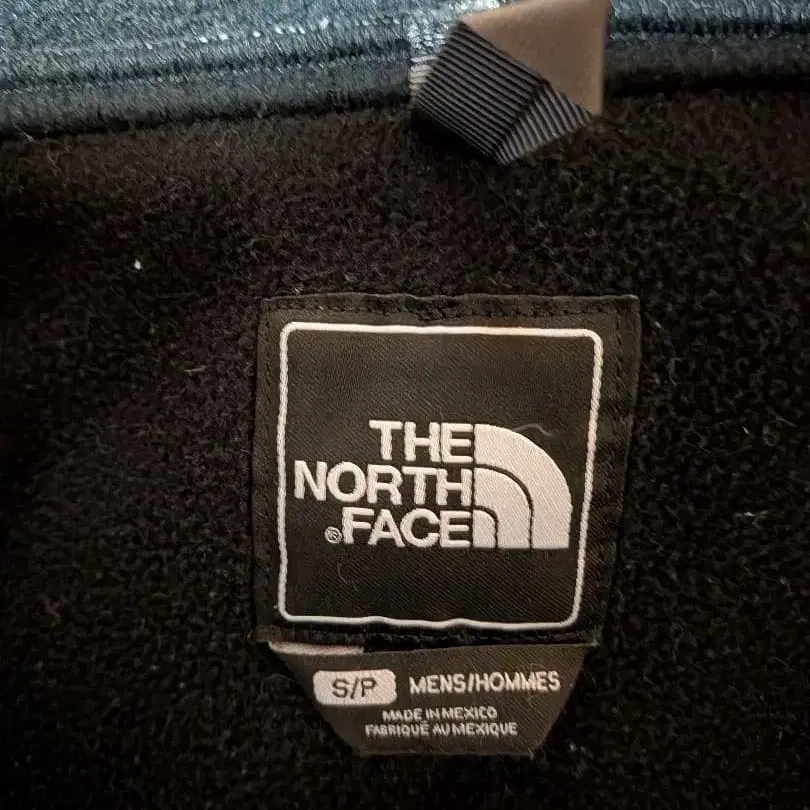 THE
NORTH
®FACE
S/P MENS/HOMMES
MADE IN MEXICO
FABRIQUÉ AU MEXIQUE